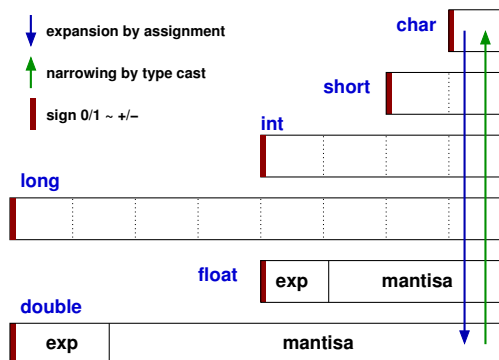 expansion by assignment
char
narrowing by type cast
short
sign 0/1 ~ +/−
int
long
float
exp
mantisa
double
exp
mantisa